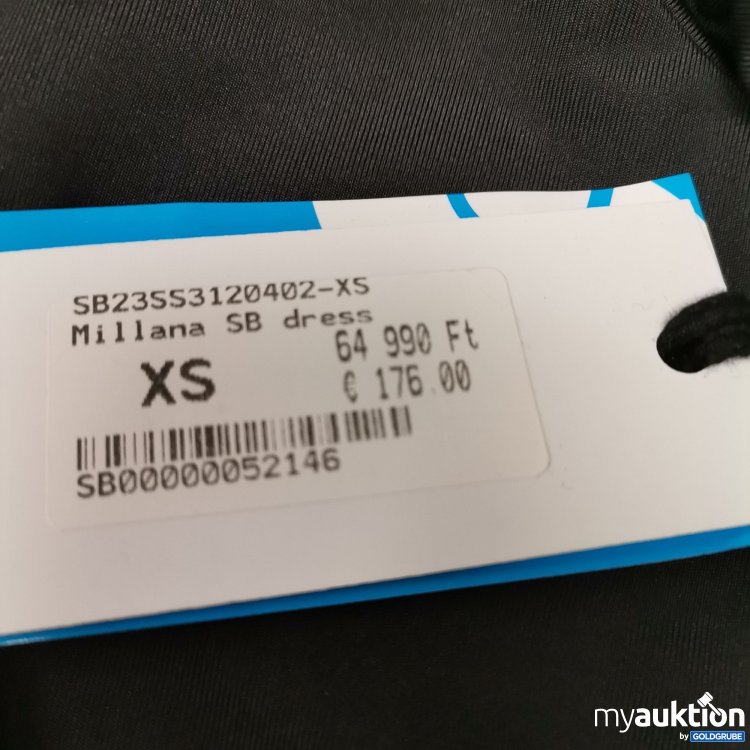 SB23SS3120402-XS
Millana SB dress
64 990 Ft
XS
€ 176.00
SB00000052146
myauktion
by GOLDGRUBE